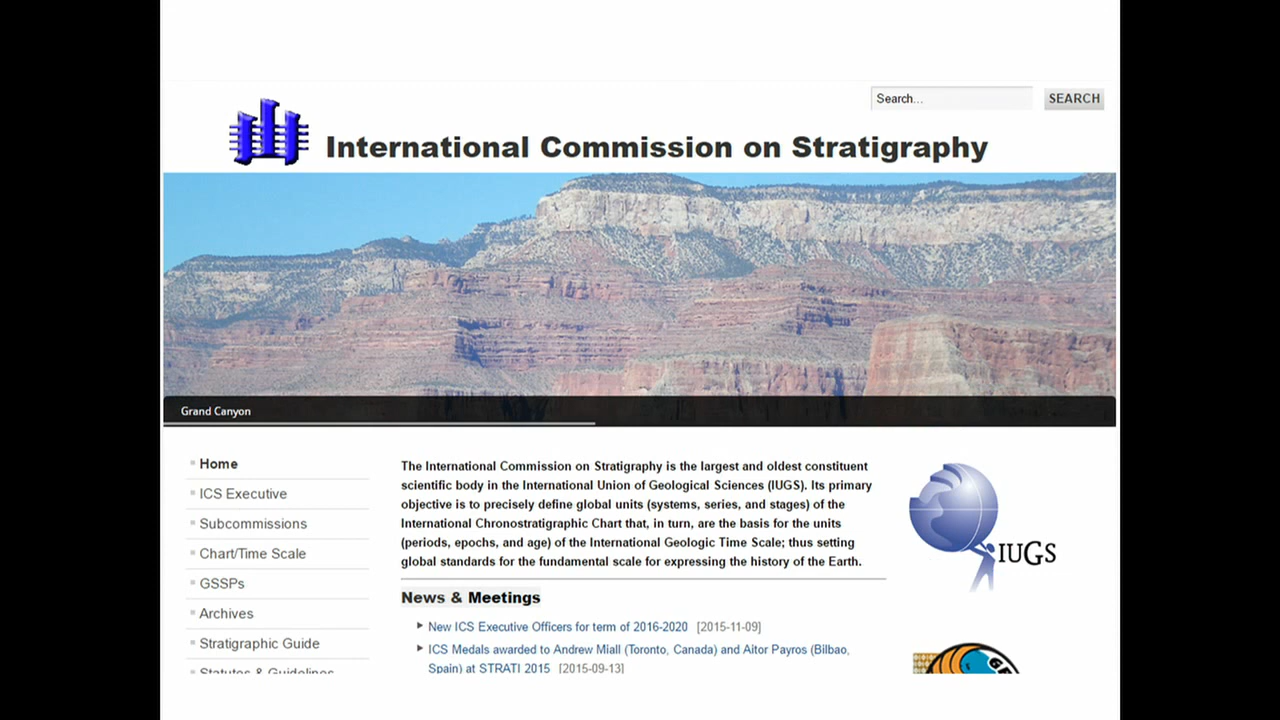 Search...
SEARCH
International Commission on Stratigraphy
Grand Canyon
Home
ICS Executive
Subcommissions
Chart/Time Scale
GSSPs
Archives
Stratigraphic Guide
Statutes & Guidelines
The International Commission on Stratigraphy is the largest and oldest constituent
scientific body in the International Union of Geological Sciences (IUGS). Its primary
objective is to precisely define global units (systems, series, and stages) of the
International Chronostratigraphic Chart that, in turn, are the basis for the units
(periods, epochs, and age) of the International Geologic Time Scale; thus setting
global standards for the fundamental scale for expressing the history of the Earth.
News & Meetings
New ICS Executive Officers for term of 2016-2020 [2015-11-09]
ICS Medals awarded to Andrew Miall (Toronto, Canada) and Aitor Payros (Bilbao,
Spain) at STRATI 2015 [2015-09-13]
IUGS